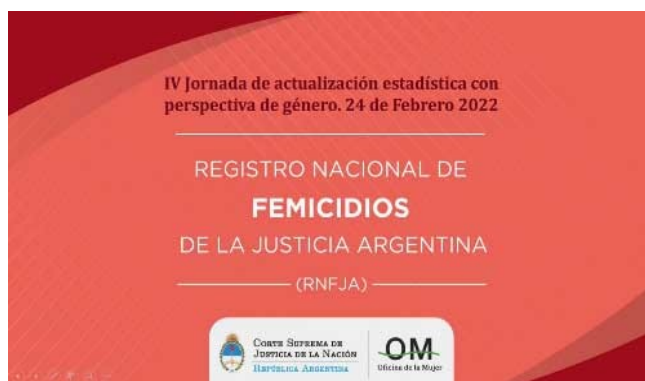 IV Jornada de actualización estadística con
perspectiva de género. 24 de Febrero 2022
REGISTRO NACIONAL DE
FEMICIDIOS
DE LA JUSTICIA ARGENTINA
(RNFJA)
CORTE SUPREMA DE
JUSTICIA DE LA NACIÓN
REPÚBLICA ARGENTINA
OM
Oficina de la Mujer